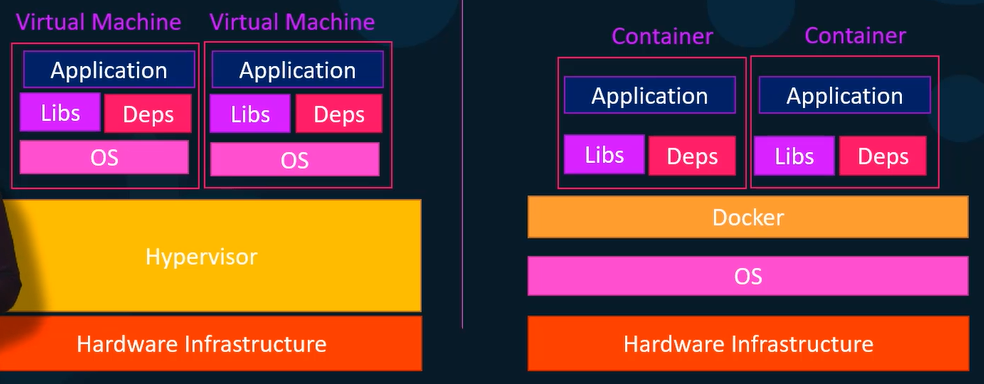 Virtual Machine Virtual Machine
Application Application
Libs Deps Libs Deps
OS OS
Hypervisor
Hardware Infrastructure
Container Container
Application Application
Libs Deps Libs Deps
Docker
OS
Hardware Infrastructure